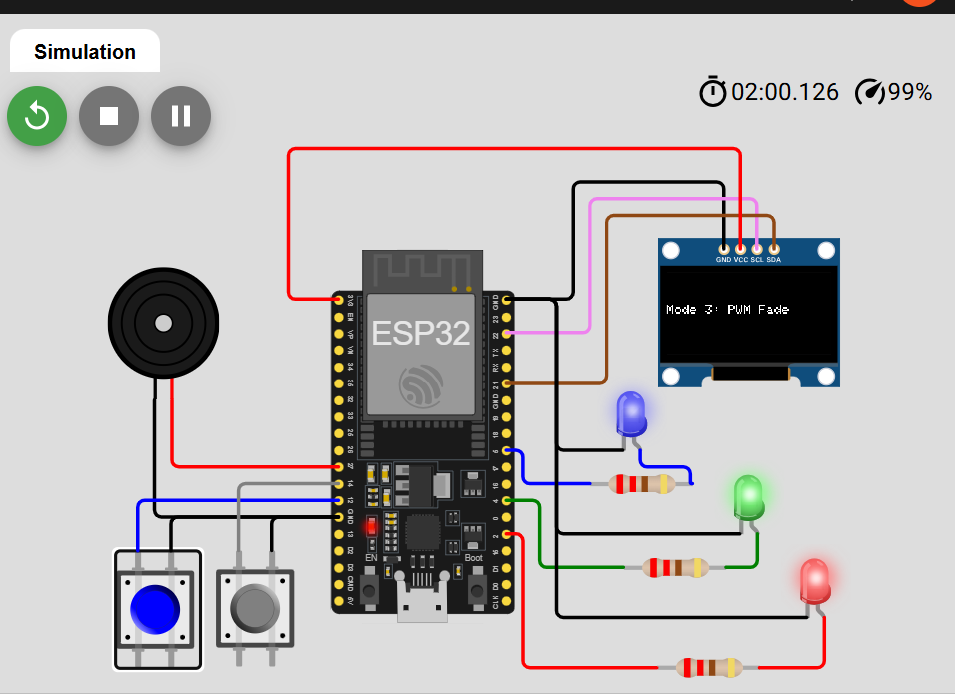 Simulation
02:00.126
99%
GND VCC SCL SDA
Mode 3: PWM Fade
ESP32
3V3
EN
VP
VN
34
35
32
33
25
26
27
14
12
GND
13
D2
D3
CMD
5V
GND
23
22
TX
RX
21
GND
19
18
5
17
16
4
0
2
15
D1
D0
CLK
EN
Boot